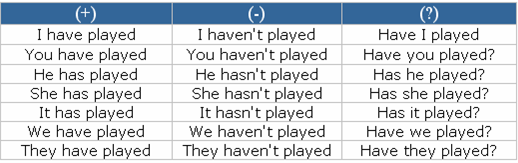 (+) (-) (?)
I have played I haven't played Have I played
You have played You haven't played Have you played?
He has played He hasn't played Has he played?
She has played She hasn't played Has she played?
It has played It hasn't played Has it played?
We have played We haven't played Have we played?
They have played They haven't played Have they played?